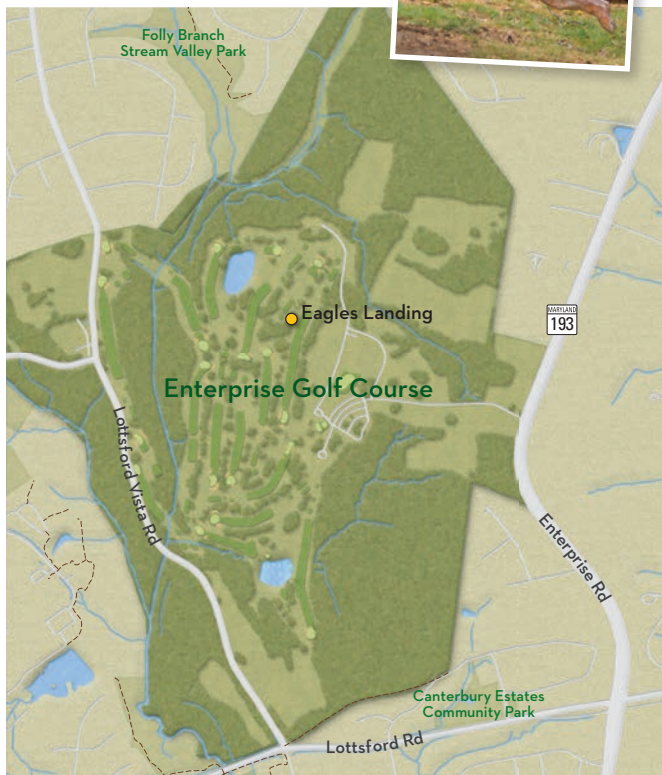 Folly Branch
Stream Valley Park
MARYLAND
193
Eagles Landing
Enterprise Golf Course
Lottsford Vista Rd
Enterprise Rd
Canterbury Estates
Community Park
Lottsford Rd